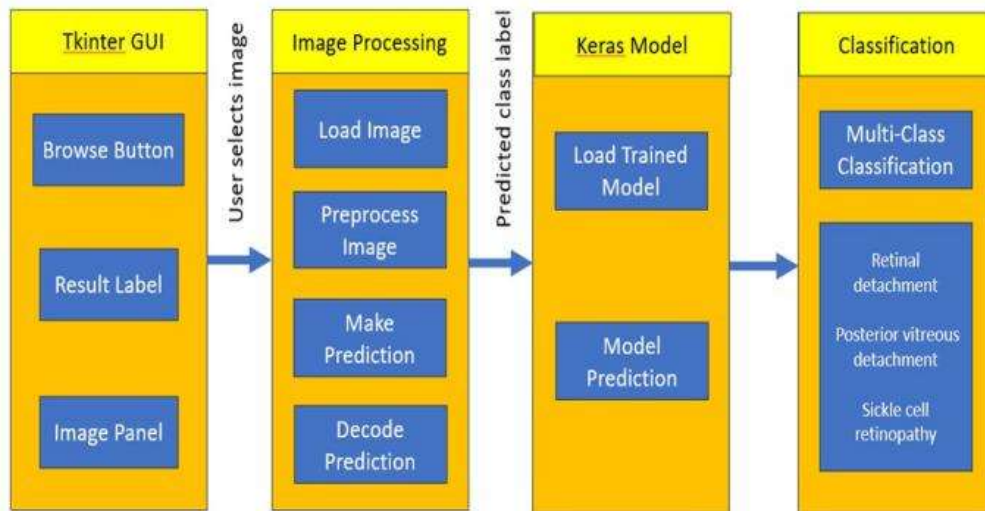 Tkinter GUI
Browse Button
Result Label
Image Panel
User selects image
Image Processing
Load Image
Preprocess
Image
Make
Prediction
Decode
Prediction
Predicted class label
Keras Model
Load Trained
Model
Model
Prediction
Classification
Multi-Class
Classification
Retinal
detachment
Posterior vitreous
detachment
Sickle cell
retinopathy